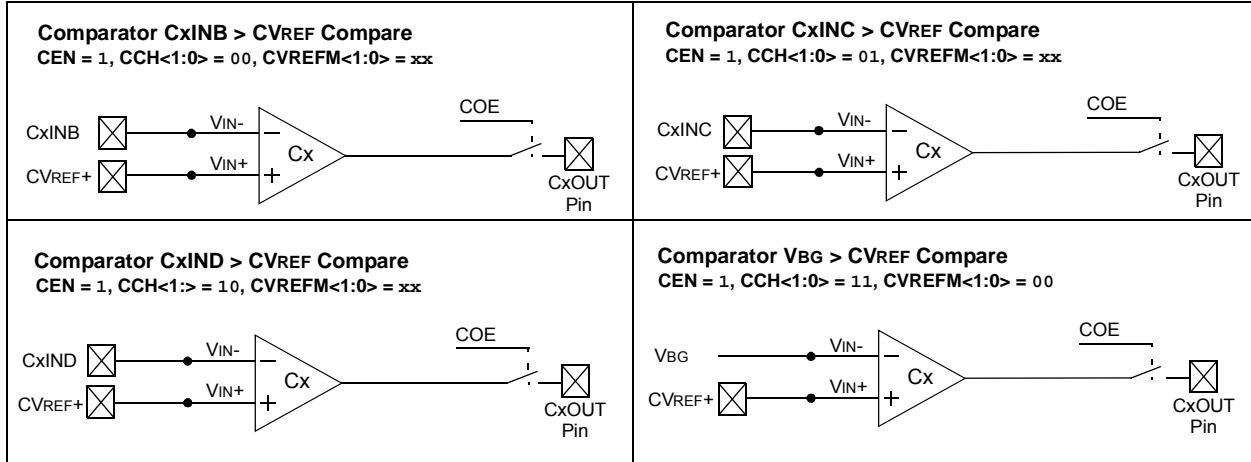 Comparator CxINB > CVREF Compare
CEN = 1, CCH<1:0> = 00, CVREFM<1:0> = xx
COE
CxINB
VIN-
Cx
CVREF+
VIN+
CxOUT
Pin
Comparator CxINC > CVREF Compare
CEN = 1, CCH<1:0> = 01, CVREFM<1:0> = xx
COE
CxINC
VIN-
Cx
CVREF+
VIN+
CxOUT
Pin
Comparator CxIND > CVREF Compare
CEN = 1, CCH<1:> = 10, CVREFM<1:0> = xx
COE
CxIND
VIN-
Cx
CVREF+
VIN+
CxOUT
Pin
Comparator VBG > CVREF Compare
CEN = 1, CCH<1:0> = 11, CVREFM<1:0> = 00
COE
VBG
VIN-
Cx
CVREF+
VIN+
CxOUT
Pin